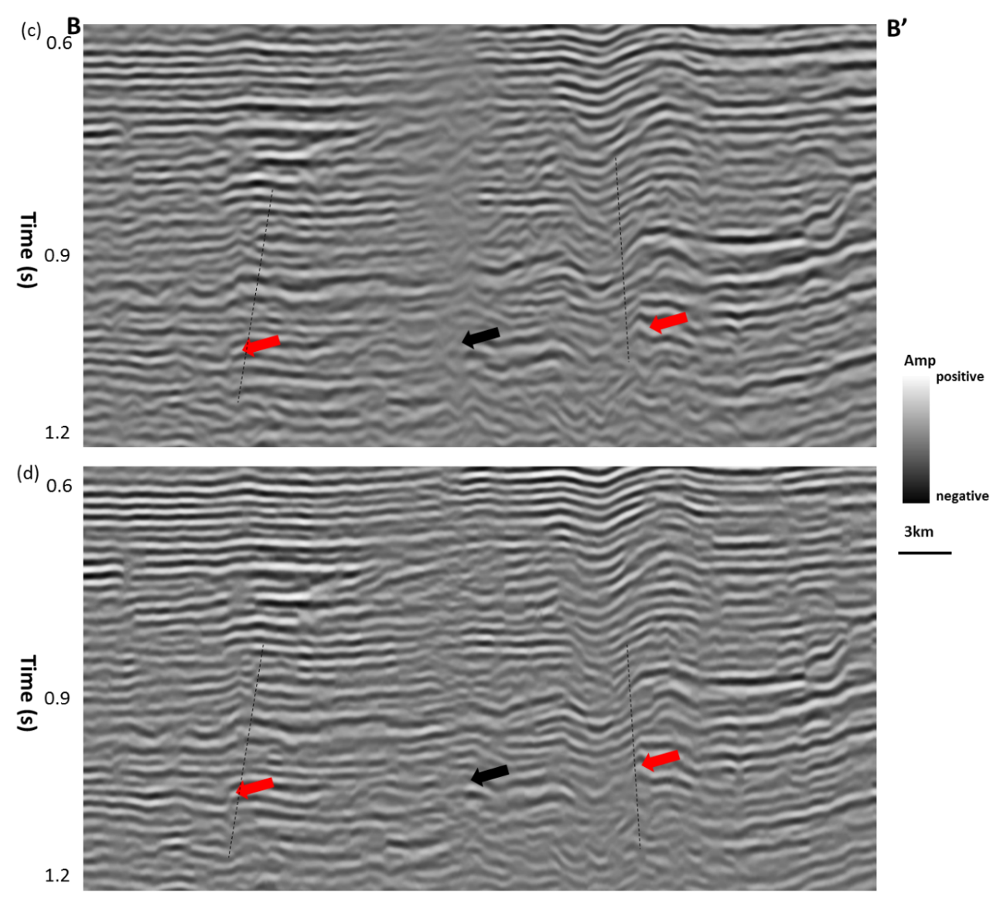 (c)
B
B’
0.6
Time (s)
0.9
1.2
Amp
positive
negative
3km
(d)
0.6
Time (s)
0.9
1.2